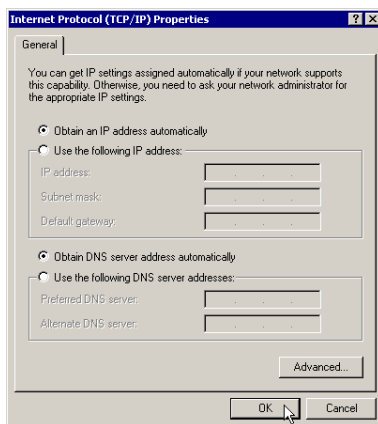 Internet Protocol (TCP/IP) Properties
General
You can get IP settings assigned automatically if your network supports
this capability. Otherwise, you need to ask your network administrator for
the appropriate IP settings.
Obtain an IP address automatically
Use the following IP address:
IP address:
Subnet mask:
Default gateway:
Obtain DNS server address automatically
Use the following DNS server addresses:
Preferred DNS server:
Alternate DNS server:
Advanced...
OK Cancel